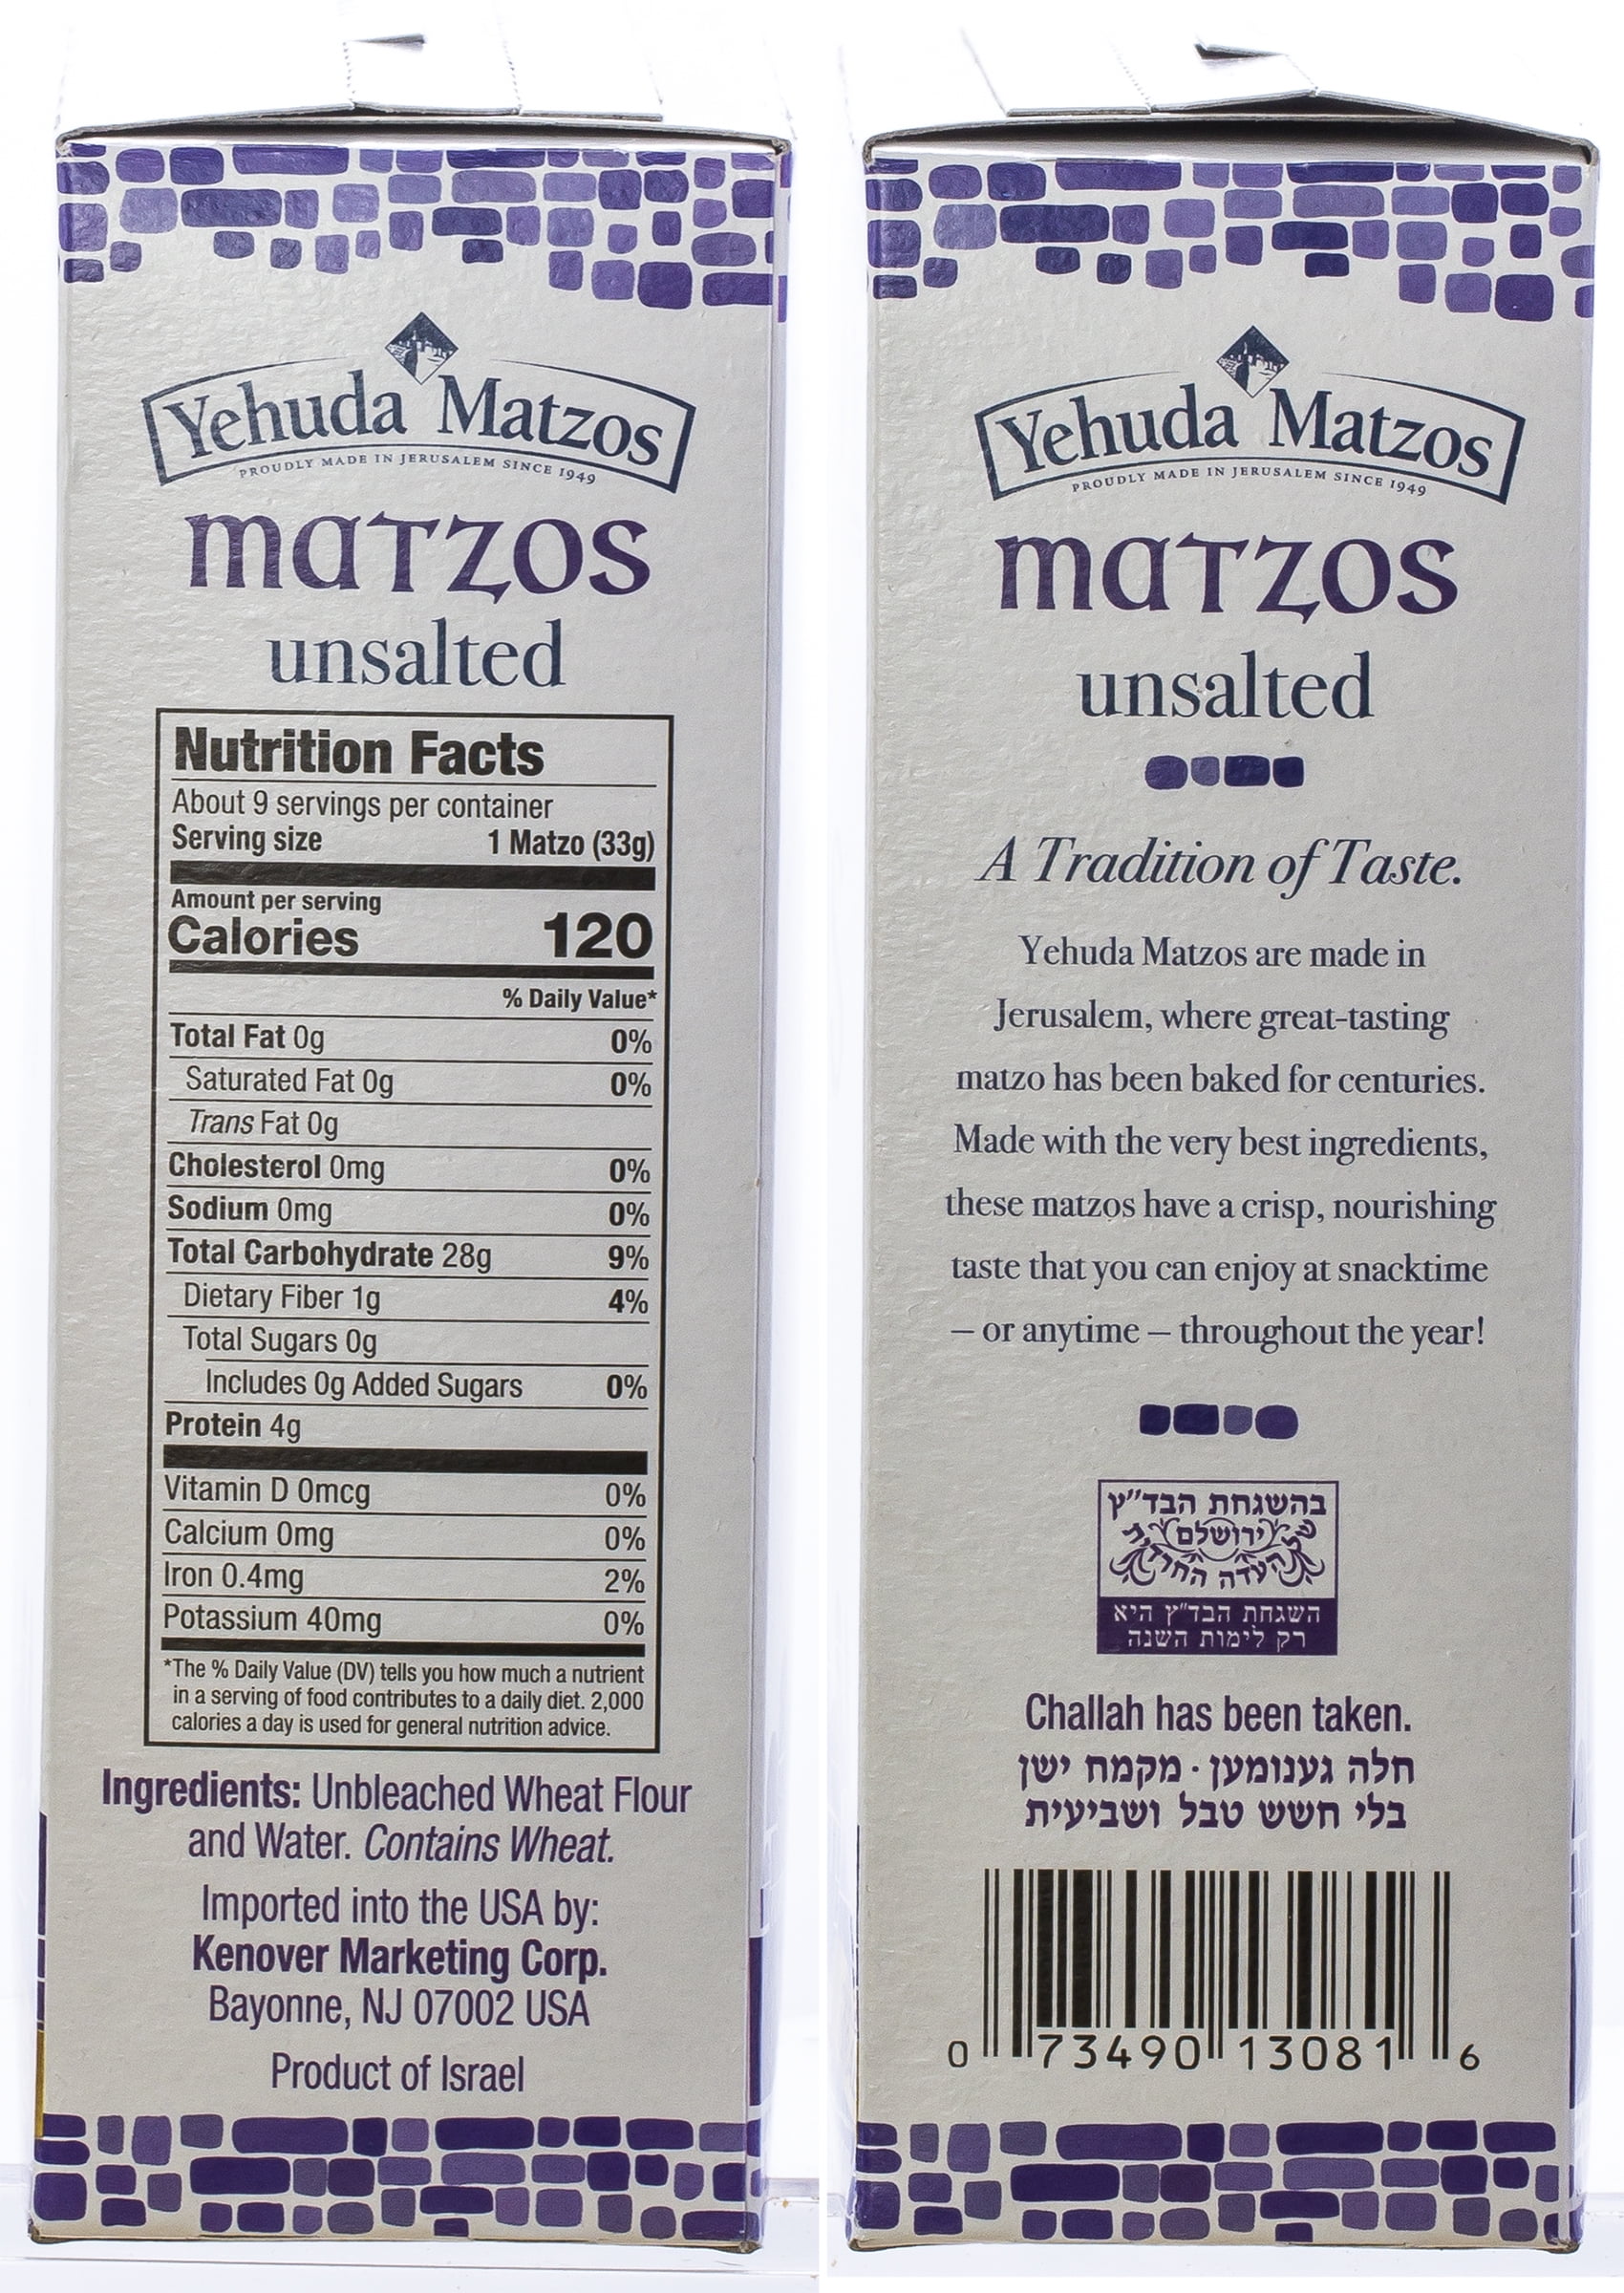 Yehuda Matzos
PROUDLY MADE IN JERUSALEM SINCE 1949
matzos
unsalted
Nutrition Facts
About 9 servings per container
Serving size 1 Matzo (33g)
Amount per serving
Calories 120
% Daily Value*
Total Fat 0g 0%
Saturated Fat 0g 0%
Trans Fat 0g
Cholesterol 0mg 0%
Sodium 0mg 0%
Total Carbohydrate 28g 9%
Dietary Fiber 1g 4%
Total Sugars 0g
Includes 0g Added Sugars 0%
Protein 4g
Vitamin D 0mcg 0%
Calcium 0mg 0%
Iron 0.4mg 2%
Potassium 40mg 0%
*The % Daily Value (DV) tells you how much a nutrient
in a serving of food contributes to a daily diet. 2,000
calories a day is used for general nutrition advice.
Ingredients: Unbleached Wheat Flour
and Water. Contains Wheat.
Imported into the USA by:
Kenover Marketing Corp.
Bayonne, NJ 07002 USA
Product of Israel
Yehuda Matzos
PROUDLY MADE IN JERUSALEM SINCE 1949
matzos
unsalted
A Tradition of Taste.
Yehuda Matzos are made in
Jerusalem, where great-tasting
matzo has been baked for centuries.
Made with the very best ingredients,
these matzos have a crisp, nourishing
taste that you can enjoy at snacktime
– or anytime – throughout the year!
בהשגחת הבד״ץ
ירושלם
העדה החרדית
השגחת הבד״ץ היא
רק לימות השנה
Challah has been taken.
חלה גענומען · מקמח ישן
בלי חשש טבל ושביעית
0 73490 13081 6